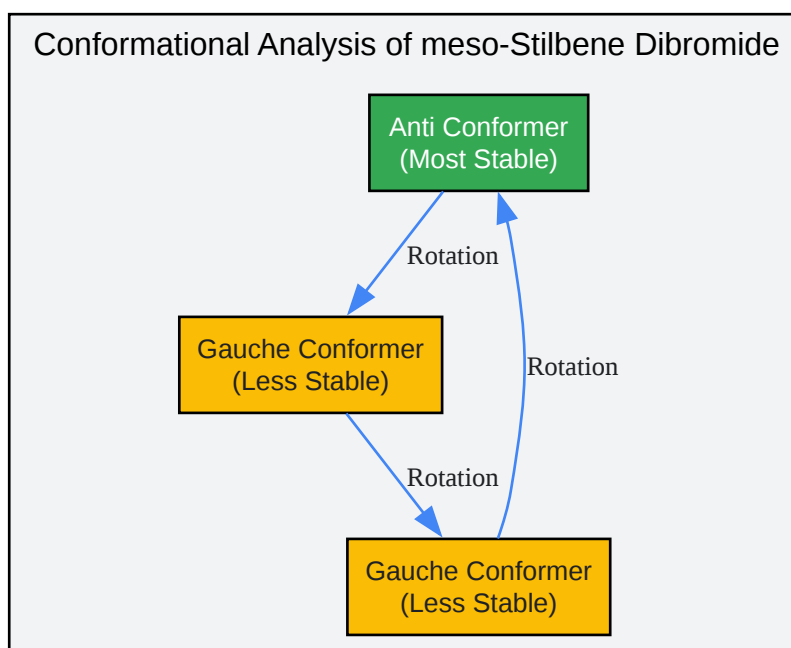 Conformational Analysis of meso-Stilbene Dibromide
Anti Conformer
(Most Stable)
Rotation
Gauche Conformer
(Less Stable)
Rotation
Rotation
Gauche Conformer
(Less Stable)